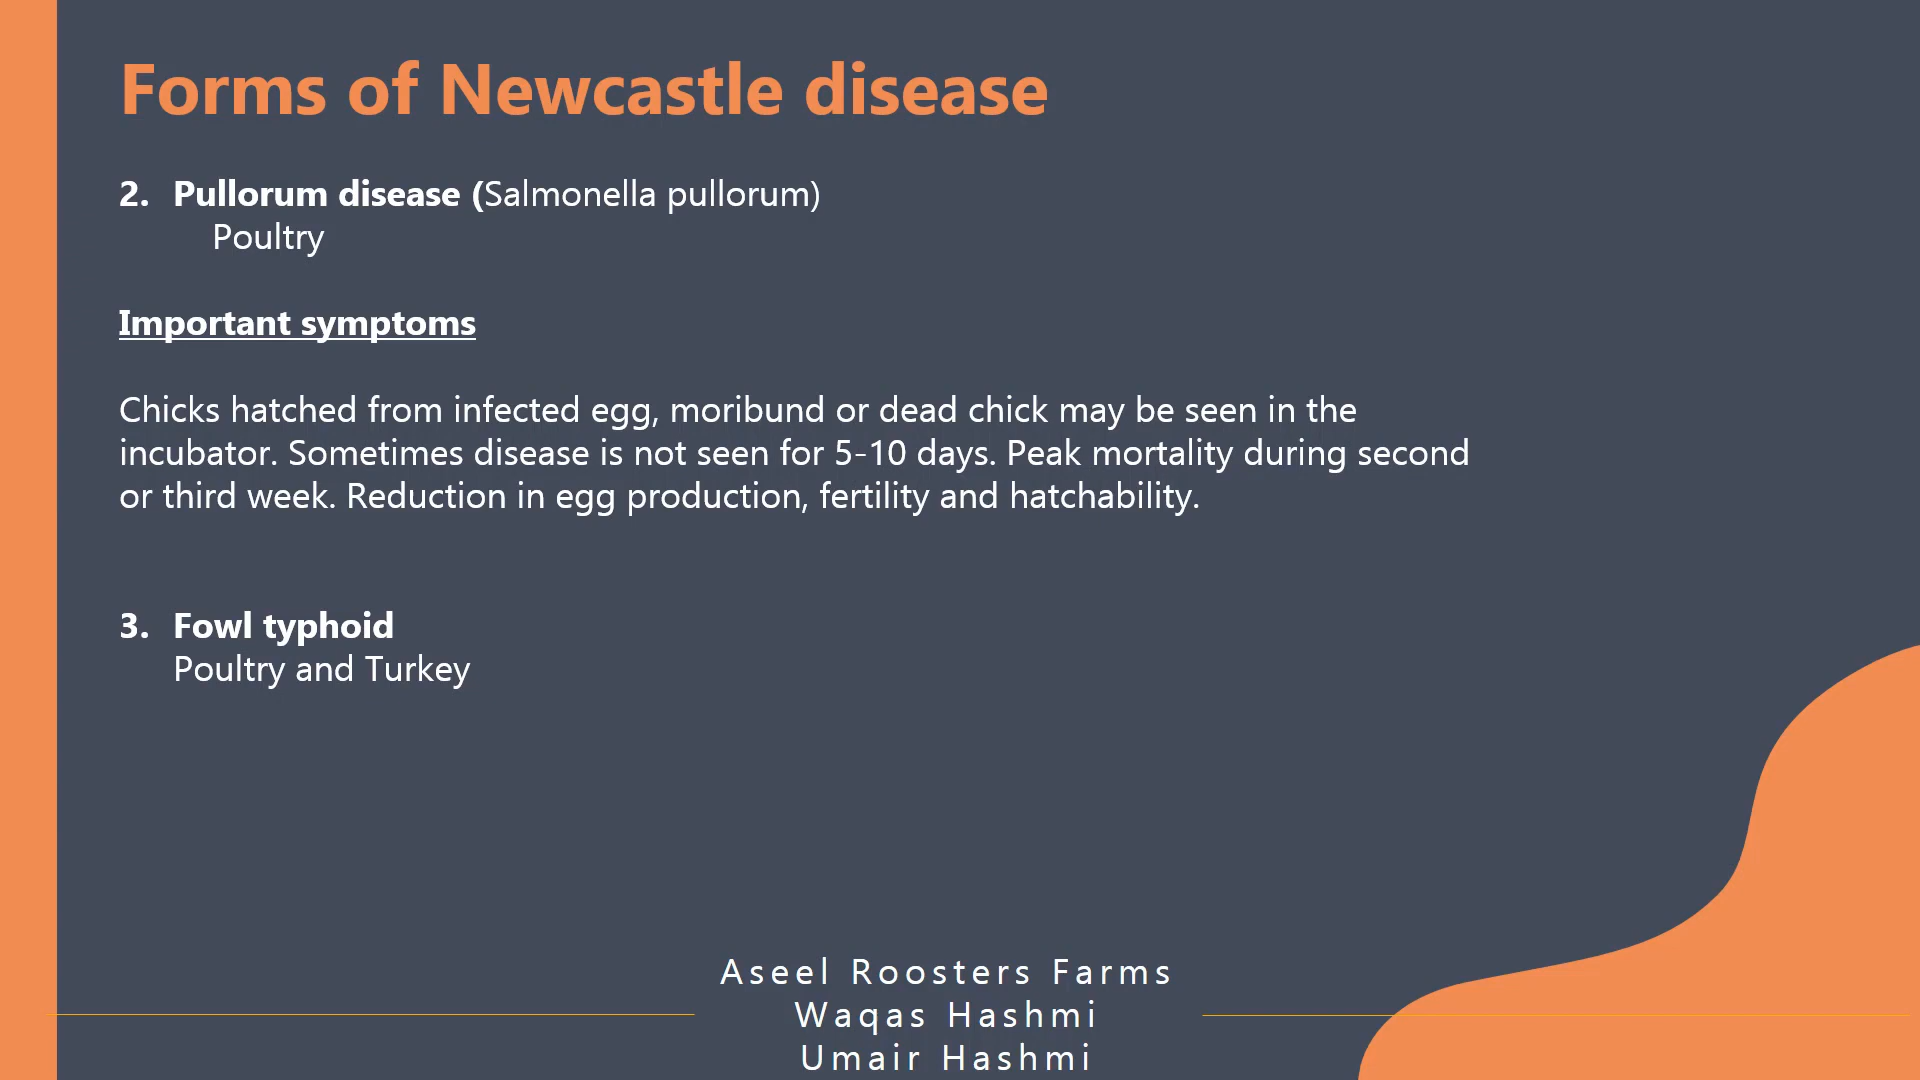 Forms of Newcastle disease
2. Pullorum disease (Salmonella pullorum)
Poultry
Important symptoms
Chicks hatched from infected egg, moribund or dead chick may be seen in the
incubator. Sometimes disease is not seen for 5-10 days. Peak mortality during second
or third week. Reduction in egg production, fertility and hatchability.
3. Fowl typhoid
Poultry and Turkey
Aseel Roosters Farms
Waqas Hashmi
Umair Hashmi